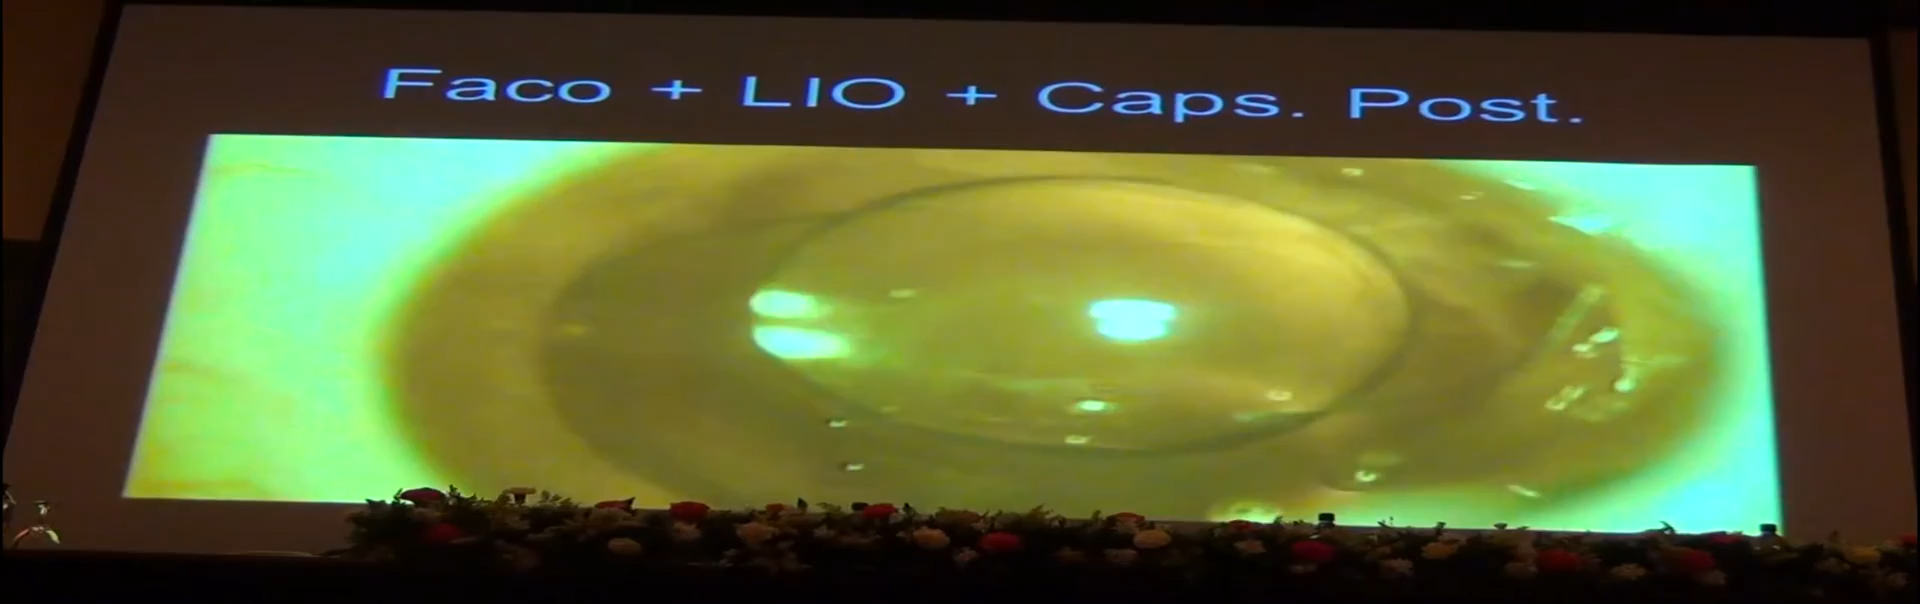 Faco + LIO + Caps. Post.